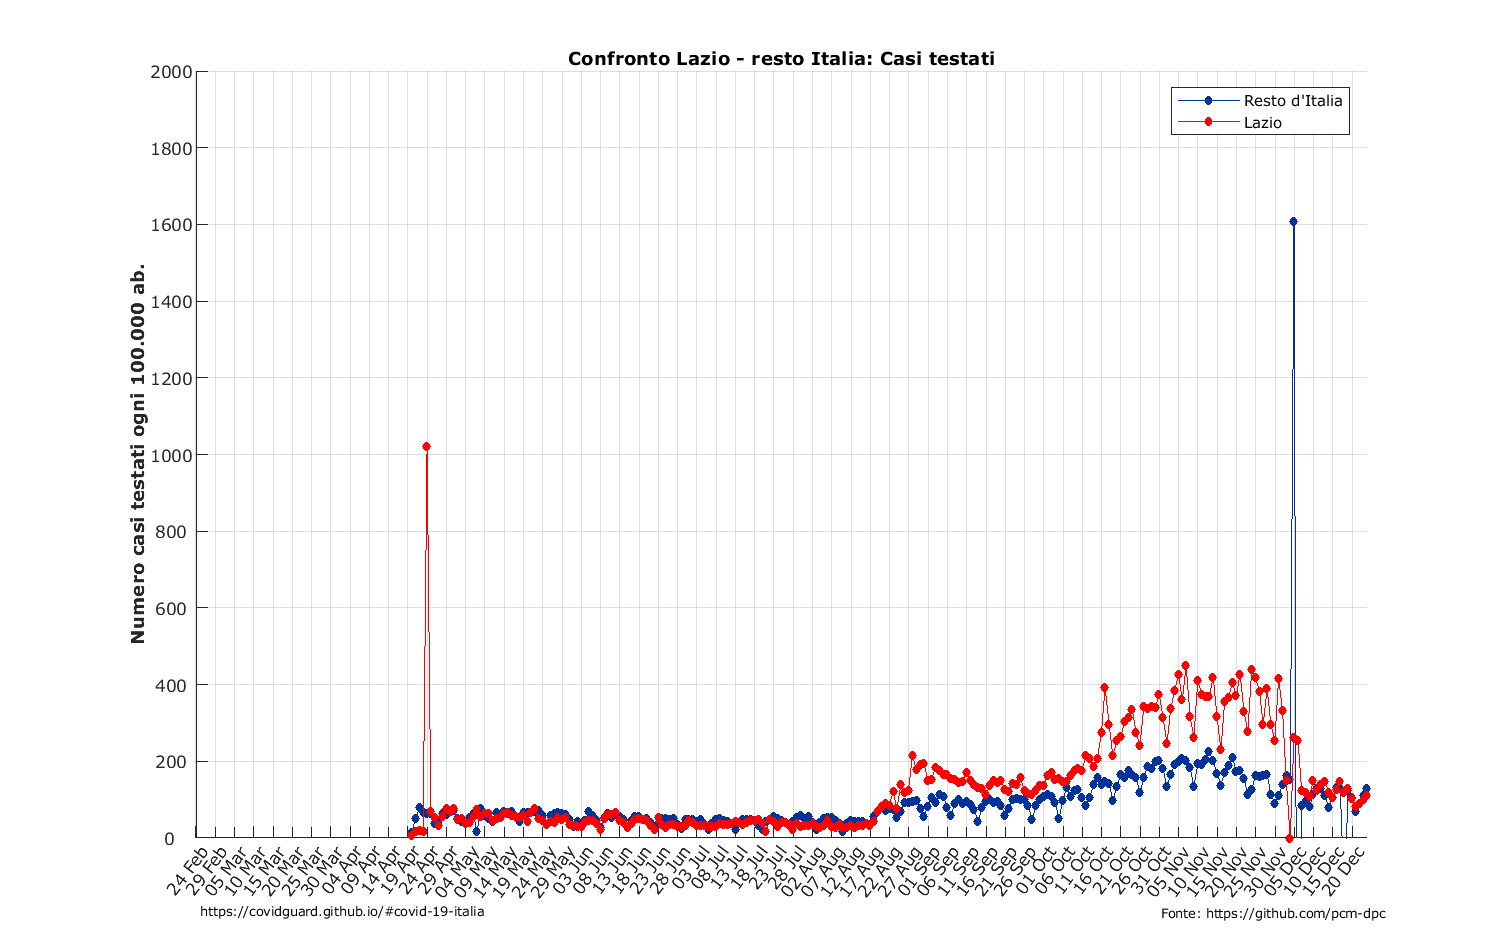 Confronto Lazio - resto Italia: Casi testati
Resto d'Italia
Lazio
Numero casi testati ogni 100.000 ab.
2000
1800
1600
1400
1200
1000
800
600
400
200
0
24 Feb
29 Feb
05 Mar
10 Mar
15 Mar
20 Mar
25 Mar
30 Mar
04 Apr
09 Apr
14 Apr
19 Apr
24 Apr
29 Apr
04 May
09 May
14 May
19 May
24 May
29 May
03 Jun
08 Jun
13 Jun
18 Jun
23 Jun
28 Jun
03 Jul
08 Jul
13 Jul
18 Jul
23 Jul
28 Jul
02 Aug
07 Aug
12 Aug
17 Aug
22 Aug
27 Aug
01 Sep
06 Sep
11 Sep
16 Sep
21 Sep
26 Sep
01 Oct
06 Oct
11 Oct
16 Oct
21 Oct
26 Oct
31 Oct
05 Nov
10 Nov
15 Nov
20 Nov
25 Nov
30 Nov
05 Dec
10 Dec
15 Dec
20 Dec
https://covidguard.github.io/#covid-19-italia
Fonte: https://github.com/pcm-dpc